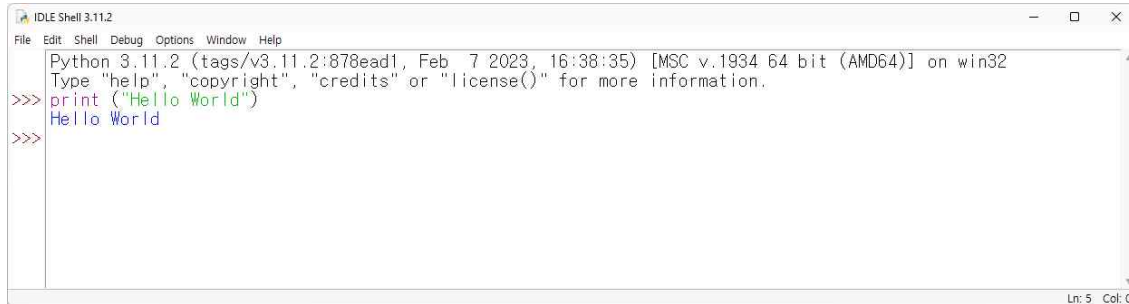 IDLE Shell 3.11.2
File Edit Shell Debug Options Window Help
Python 3.11.2 (tags/v3.11.2:878ead1, Feb  7 2023, 16:38:35) [MSC v.1934 64 bit (AMD64)] on win32
Type "help", "copyright", "credits" or "license()" for more information.
>>> print ("Hello World")
Hello World
>>>
Ln: 5 Col: 0